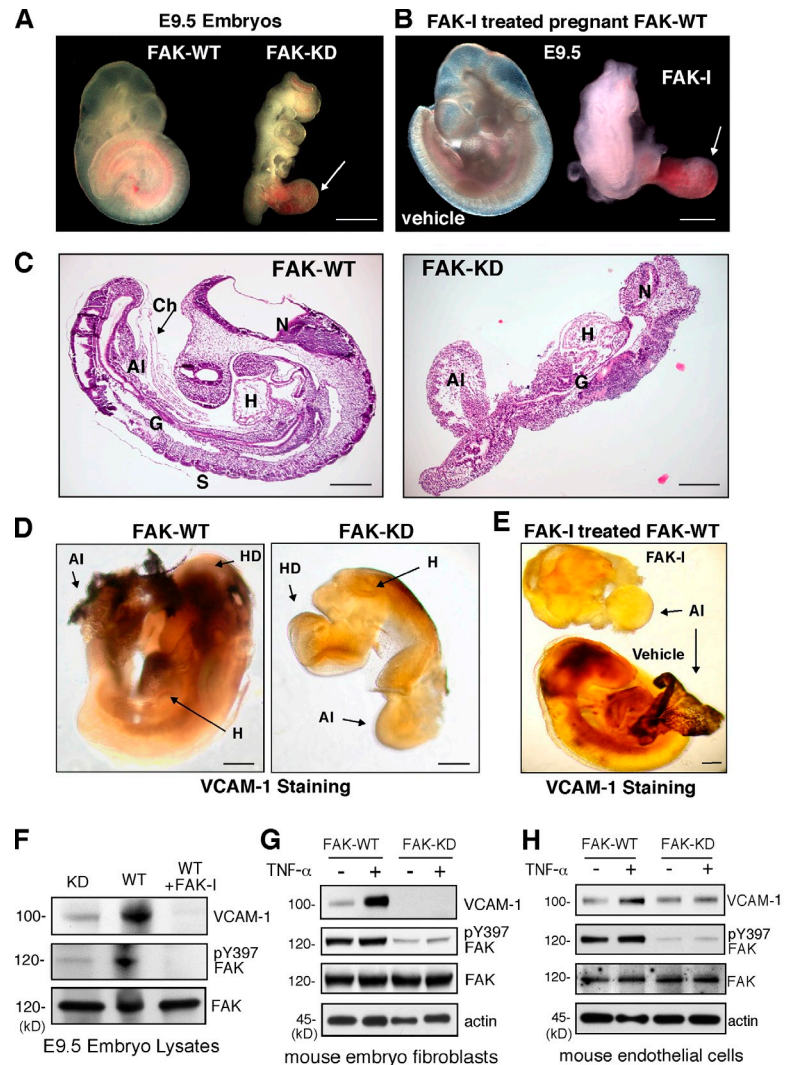 A
E9.5 Embryos
FAK-WT
FAK-KD
B
FAK-I treated pregnant FAK-WT
E9.5
FAK-I
vehicle
C
FAK-WT
Ch
N
Al
H
G
S
FAK-KD
N
H
Al
G
D
FAK-WT
Al
HD
H
FAK-KD
HD
H
Al
VCAM-1 Staining
E
FAK-I treated FAK-WT
FAK-I
Al
Vehicle
VCAM-1 Staining
F
KD
WT
WT
+FAK-I
100-
VCAM-1
120-
pY397
FAK
120-
FAK
(kD)
E9.5 Embryo Lysates
G
FAK-WT
FAK-KD
TNF-α
- + - +
100-
VCAM-1
120-
pY397
FAK
120-
FAK
45-
actin
(kD)
mouse embryo fibroblasts
H
FAK-WT
FAK-KD
TNF-α
- + - +
100-
VCAM-1
120-
pY397
FAK
120-
FAK
45-
actin
(kD)
mouse endothelial cells